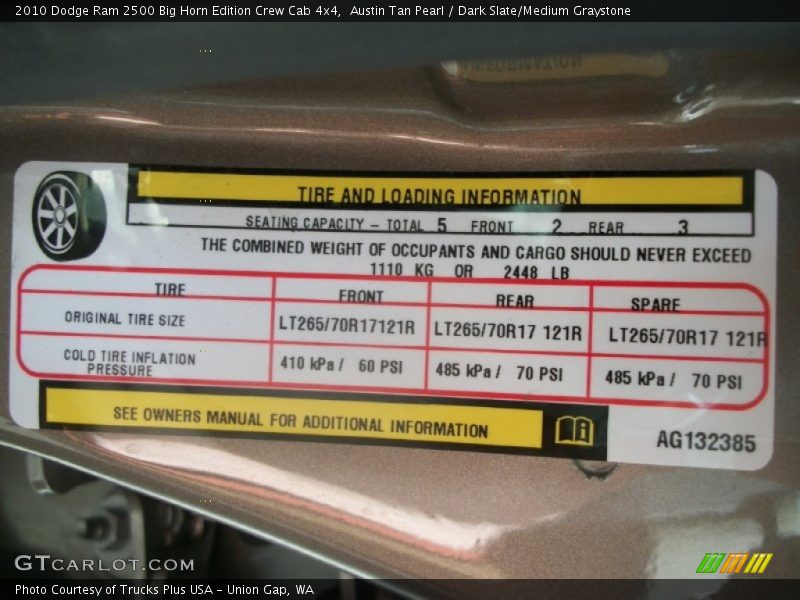 2010 Dodge Ram 2500 Big Horn Edition Crew Cab 4x4, Austin Tan Pearl / Dark Slate/Medium Graystone
TIRE AND LOADING INFORMATION
SEATING CAPACITY - TOTAL 5 FRONT 2 REAR 3
THE COMBINED WEIGHT OF OCCUPANTS AND CARGO SHOULD NEVER EXCEED
1110 KG OR 2448 LB
TIRE FRONT REAR SPARE
ORIGINAL TIRE SIZE LT265/70R17121R LT265/70R17 121R LT265/70R17 121R
COLD TIRE INFLATION PRESSURE 410 kPa / 60 PSI 485 kPa / 70 PSI 485 kPa / 70 PSI
SEE OWNERS MANUAL FOR ADDITIONAL INFORMATION
AG132385
GTCARLOT.COM
Photo Courtesy of Trucks Plus USA - Union Gap, WA